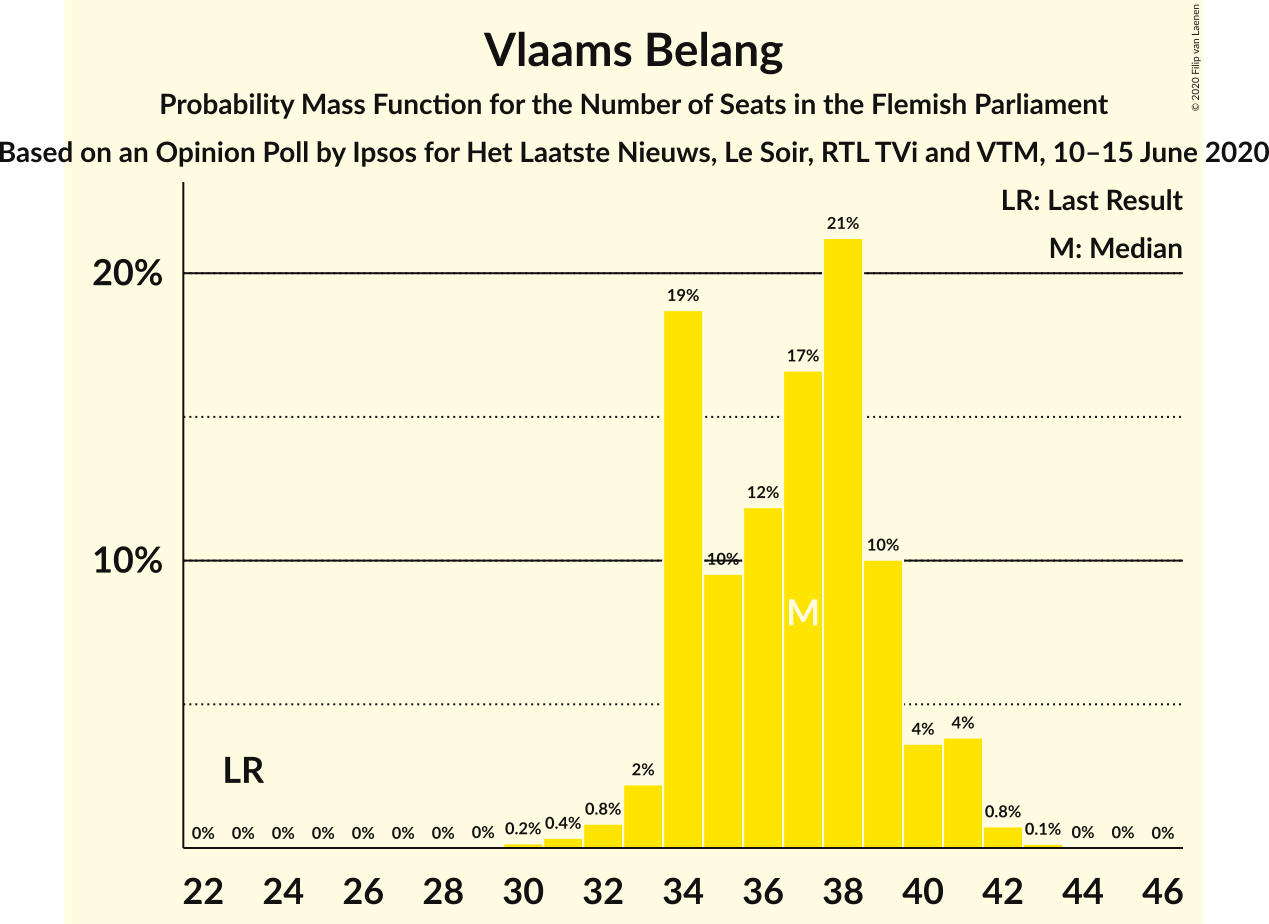 Vlaams Belang
Probability Mass Function for the Number of Seats in the Flemish Parliament
Based on an Opinion Poll by Ipsos for Het Laatste Nieuws, Le Soir, RTL TVi and VTM, 10–15 June 2020
© 2020 Filip van Laenen
LR: Last Result
M: Median
20%
10%
21%
19%
17%
12%
10%
10%
M
4%
4%
LR
2%
0% 0% 0% 0% 0% 0% 0% 0% 0.2% 0.4% 0.8% 0.8% 0.1% 0% 0% 0%
22 24 26 28 30 32 34 36 38 40 42 44 46